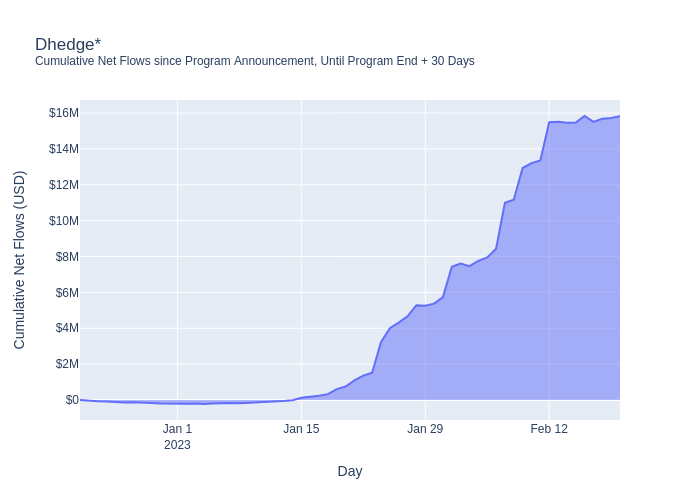 Dhedge*
Cumulative Net Flows since Program Announcement, Until Program End + 30 Days
Cumulative Net Flows (USD)
$16M
$14M
$12M
$10M
$8M
$6M
$4M
$2M
$0
Jan 1
2023
Jan 15
Jan 29
Feb 12
Day